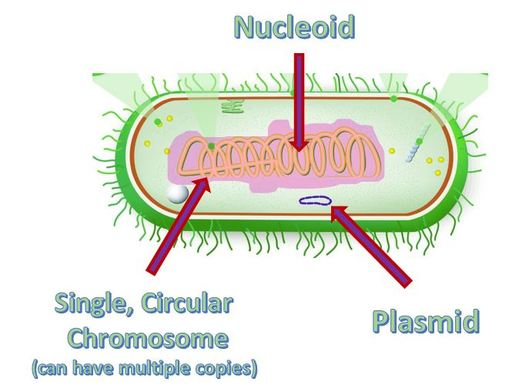 Nucleoid
Single, Circular
Chromosome
(can have multiple copies)
Plasmid